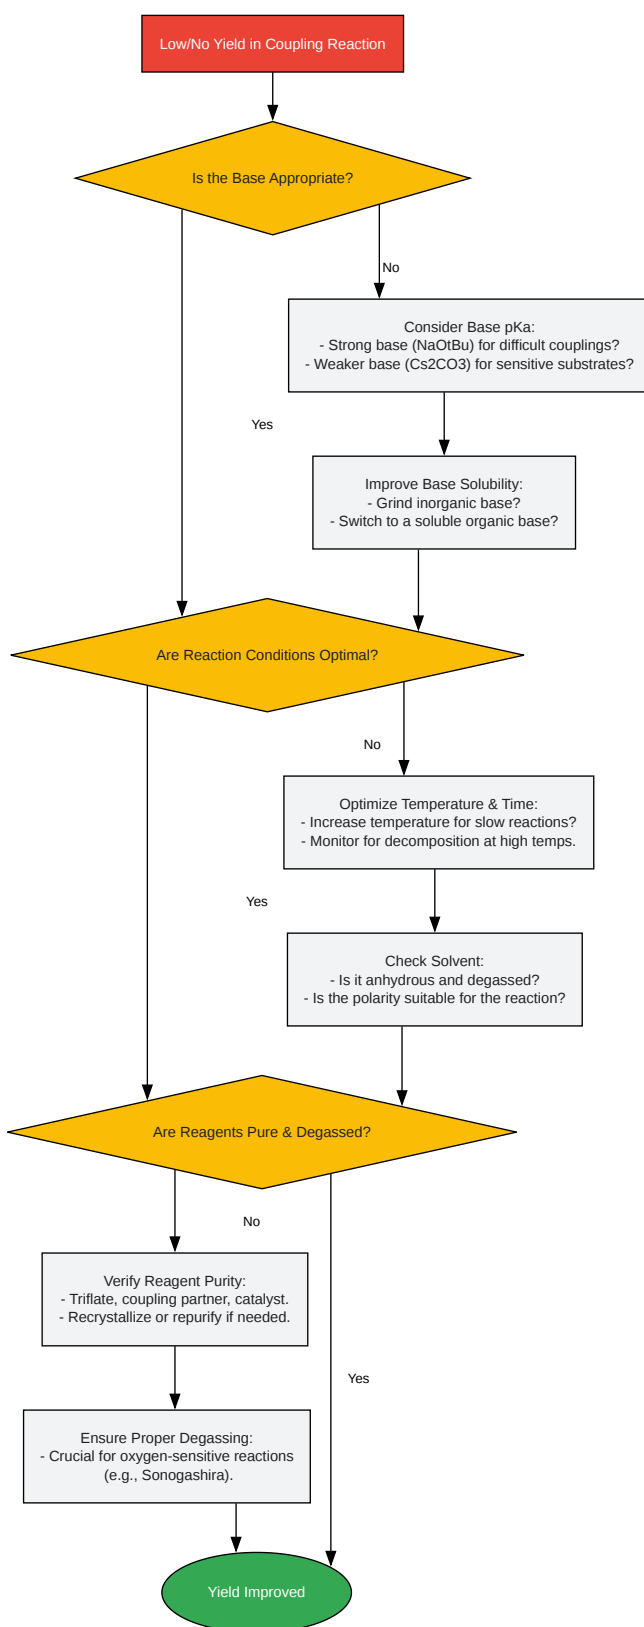 Low/No Yield in Coupling Reaction
Is the Base Appropriate?
No
Consider Base pKa:
- Strong base (NaOtBu) for difficult couplings?
- Weaker base (Cs2CO3) for sensitive substrates?
Yes
Improve Base Solubility:
- Grind inorganic base?
- Switch to a soluble organic base?
Are Reaction Conditions Optimal?
No
Optimize Temperature & Time:
- Increase temperature for slow reactions?
- Monitor for decomposition at high temps.
Yes
Check Solvent:
- Is it anhydrous and degassed?
- Is the polarity suitable for the reaction?
Are Reagents Pure & Degassed?
No
Verify Reagent Purity:
- Triflate, coupling partner, catalyst.
- Recrystallize or repurify if needed.
Yes
Ensure Proper Degassing:
- Crucial for oxygen-sensitive reactions
(e.g., Sonogashira).
Yield Improved